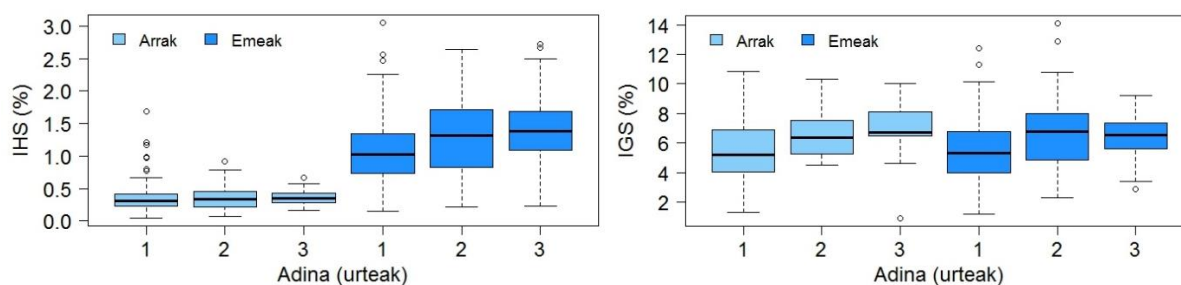 IHS (%)
3.0
2.5
2.0
1.5
1.0
0.5
0.0
Arrak Emeak
1 2 3 1 2 3
Adina (urteak)
IGS (%)
14
12
10
8
6
4
2
Arrak Emeak
1 2 3 1 2 3
Adina (urteak)